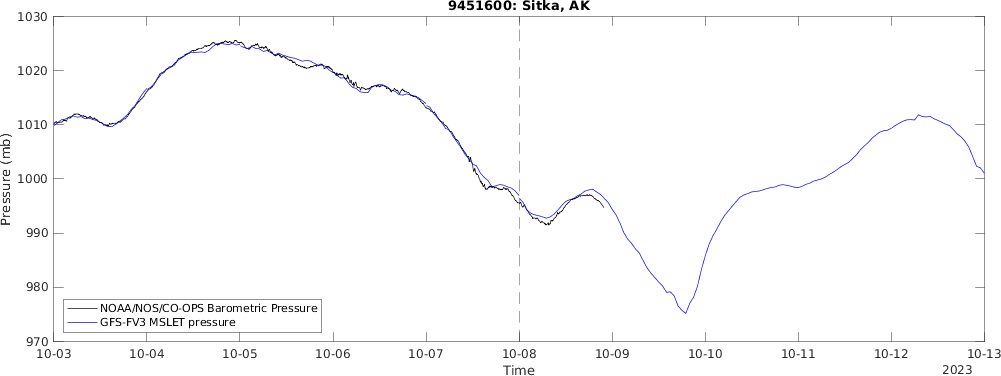 9451600: Sitka, AK
1030
1020
1010
1000
990
980
970
Pressure (mb)
NOAA/NOS/CO-OPS Barometric Pressure
GFS-FV3 MSLET pressure
10-03 10-04 10-05 10-06 10-07 10-08 10-09 10-10 10-11 10-12 10-13
Time
2023